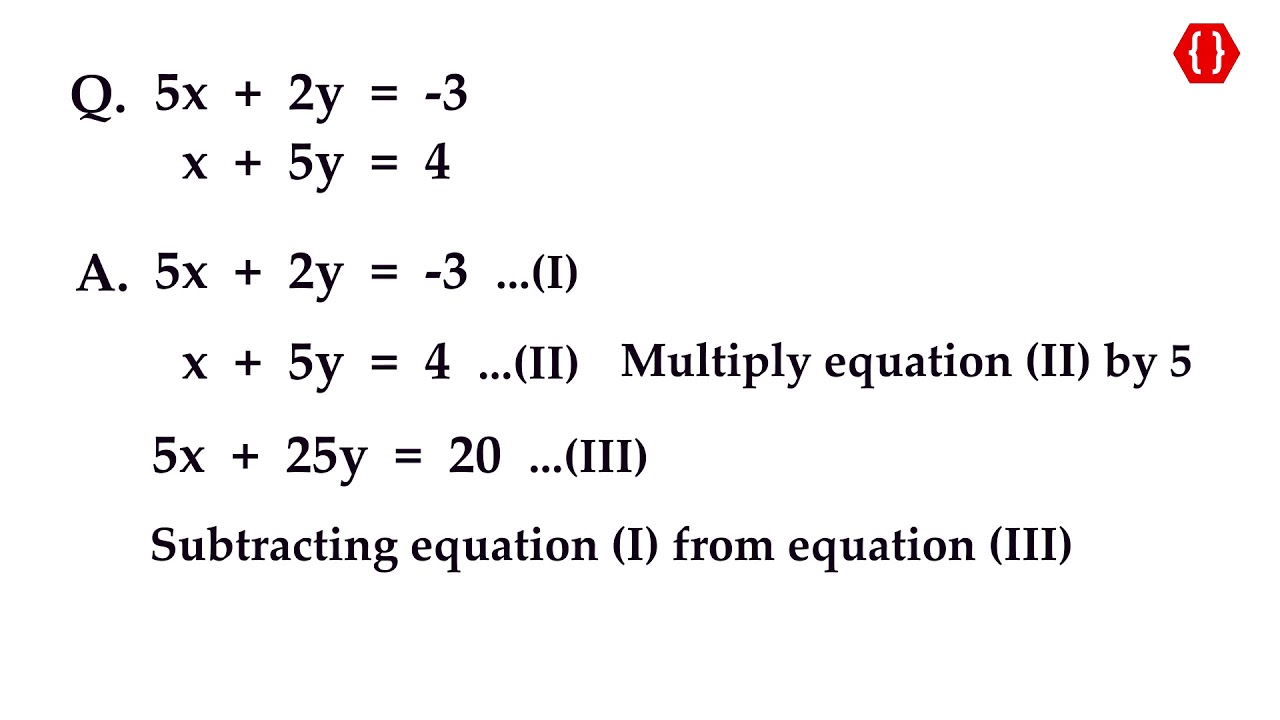 Q. 5x + 2y = -3
x + 5y = 4
A. 5x + 2y = -3 ...(I)
x + 5y = 4 ...(II) Multiply equation (II) by 5
5x + 25y = 20 ...(III)
Subtracting equation (I) from equation (III)
{ }